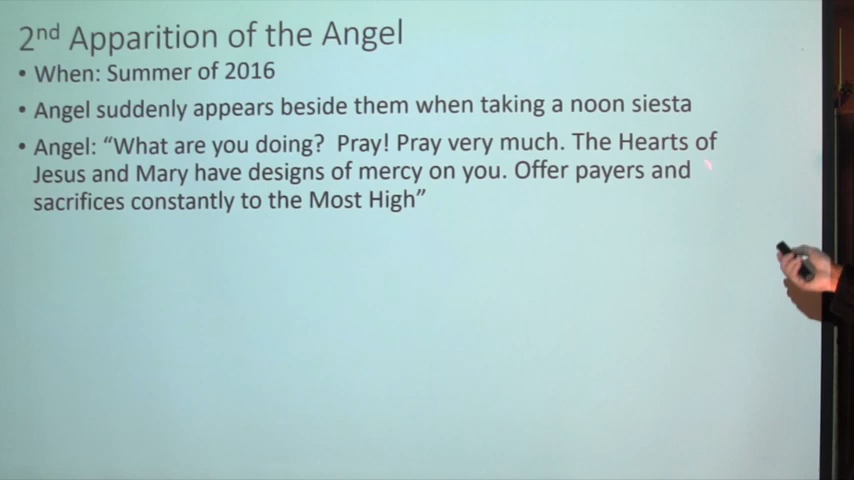 2nd Apparition of the Angel
• When: Summer of 2016
• Angel suddenly appears beside them when taking a noon siesta
• Angel: “What are you doing?  Pray! Pray very much. The Hearts of
Jesus and Mary have designs of mercy on you. Offer payers and
sacrifices constantly to the Most High”